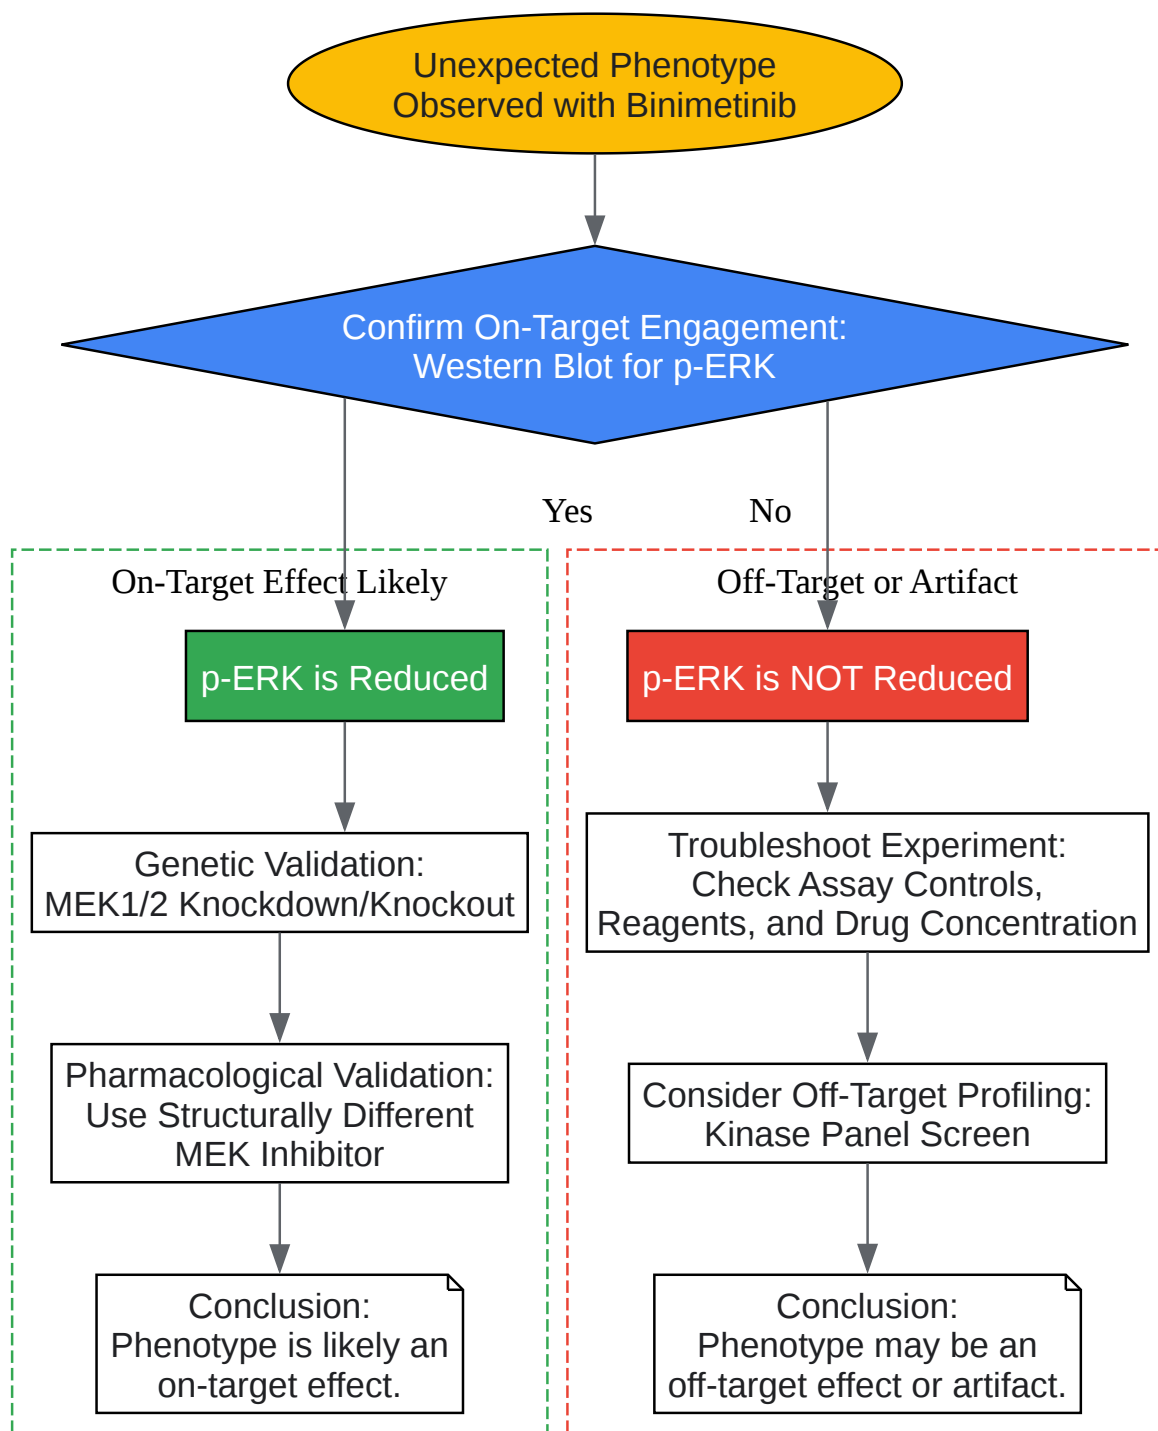 Unexpected Phenotype
Observed with Binimetinib
Confirm On-Target Engagement:
Western Blot for p-ERK
Yes
No
On-Target Effect Likely
p-ERK is Reduced
Genetic Validation:
MEK1/2 Knockdown/Knockout
Pharmacological Validation:
Use Structurally Different
MEK Inhibitor
Conclusion:
Phenotype is likely an
on-target effect.
Off-Target or Artifact
p-ERK is NOT Reduced
Troubleshoot Experiment:
Check Assay Controls,
Reagents, and Drug Concentration
Consider Off-Target Profiling:
Kinase Panel Screen
Conclusion:
Phenotype may be an
off-target effect or artifact.